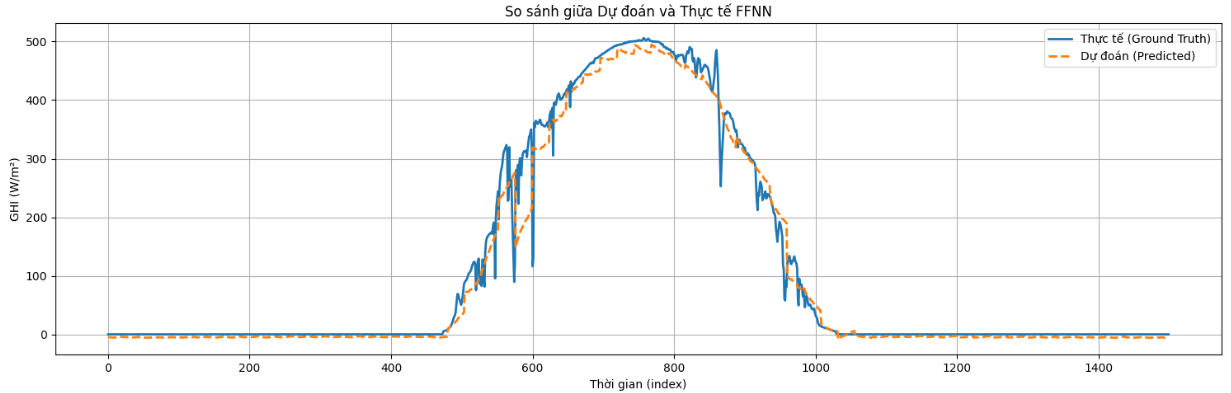 So sánh giữa Dự đoán và Thực tế FFNN
Thực tế (Ground Truth)
Dự đoán (Predicted)
GHI (W/m²)
500
400
300
200
100
0
0 200 400 600 800 1000 1200 1400
Thời gian (index)